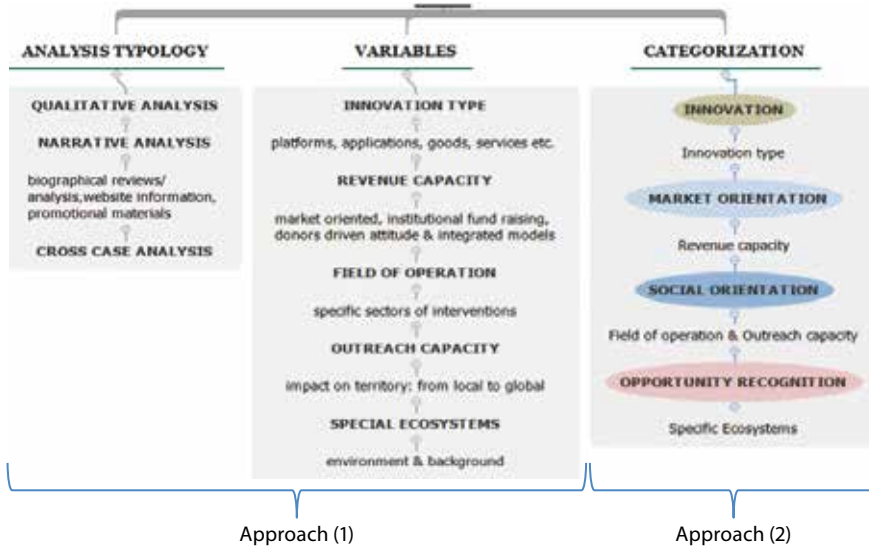 ANALYSIS TYPOLOGY
QUALITATIVE ANALYSIS
NARRATIVE ANALYSIS
biographical reviews/
analysis,website information,
promotional materials
CROSS CASE ANALYSIS
VARIABLES
INNOVATION TYPE
platforms, applications, goods, services etc.
REVENUE CAPACITY
market oriented, institutional fund raising,
donors driven attitude & integrated models
FIELD OF OPERATION
specific sectors of interventions
OUTREACH CAPACITY
impact on territory: from local to global
SPECIAL ECOSYSTEMS
environment & background
CATEGORIZATION
INNOVATION
Innovation type
MARKET ORIENTATION
Revenue capacity
SOCIAL ORIENTATION
Field of operation & Outreach capacity
OPPORTUNITY RECOGNITION
Specific Ecosystems
Approach (1)
Approach (2)